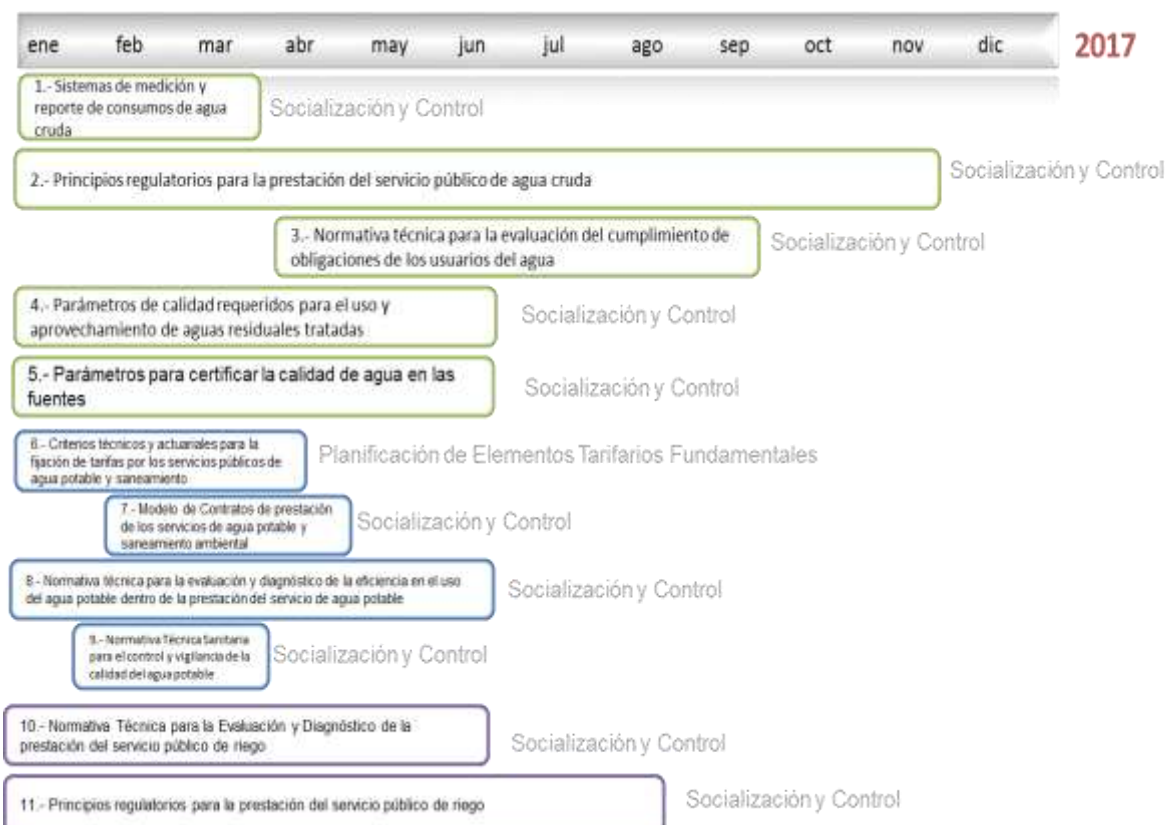 ene feb mar abr may jun jul ago sep oct nov dic 2017
1.- Sistemas de medición y
reporte de consumos de agua
cruda
Socialización y Control
2.- Principios regulatorios para la prestación del servicio público de agua cruda
Socialización y Control
3.- Normativa técnica para la evaluación del cumplimiento de
obligaciones de los usuarios del agua
Socialización y Control
4.- Parámetros de calidad requeridos para el uso y
aprovechamiento de aguas residuales tratadas
Socialización y Control
5.- Parámetros para certificar la calidad de agua en las
fuentes
Socialización y Control
6.- Criterios técnicos y actuariales para la
fijación de tarifas por los servicios públicos de
agua potable y saneamiento
Planificación de Elementos Tarifarios Fundamentales
7.- Modelo de Contratos de prestación
de los servicios de agua potable y
saneamiento ambiental
Socialización y Control
8.- Normativa técnica para la evaluación y diagnóstico de la eficiencia en el uso
del agua potable dentro de la prestación del servicio de agua potable
Socialización y Control
9.- Normativa Técnica Sanitaria
para el control y vigilancia de la
calidad del agua potable
Socialización y Control
10.- Normativa Técnica para la Evaluación y Diagnóstico de la
prestación del servicio público de riego
Socialización y Control
11.- Principios regulatorios para la prestación del servicio público de riego
Socialización y Control